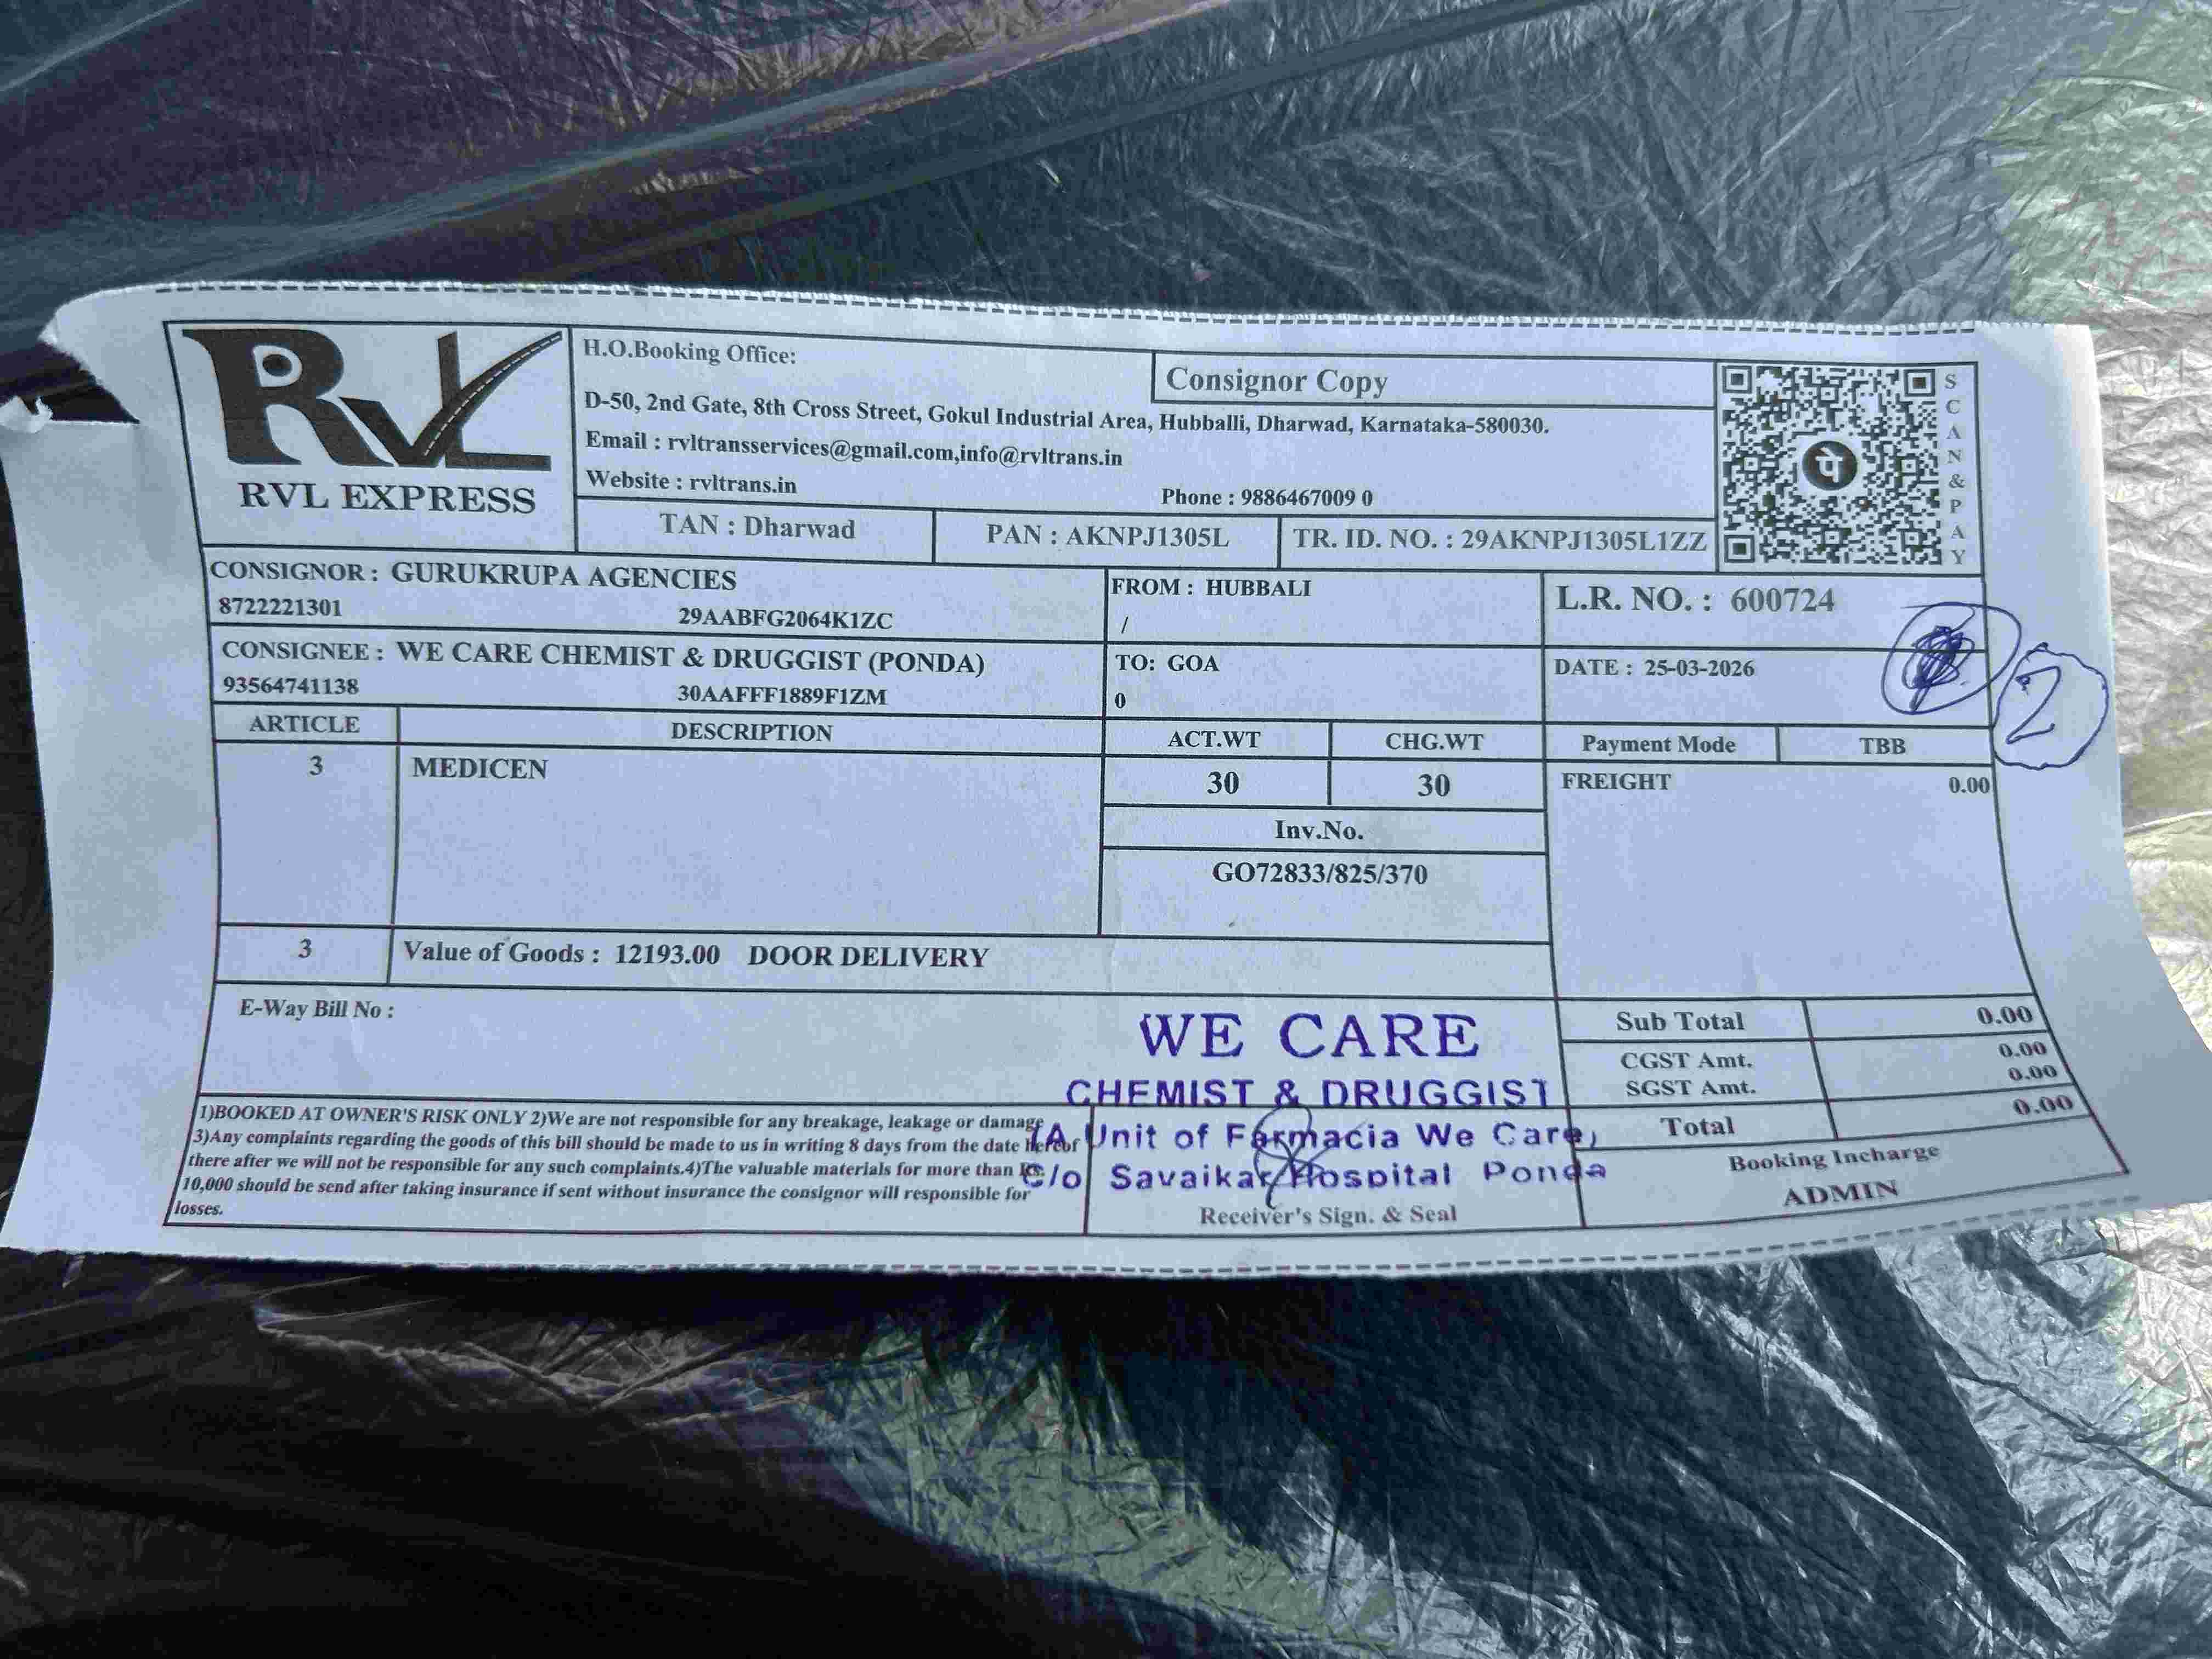 RVL
RVL EXPRESS
H.O.Booking Office:
Consignor Copy
D-50, 2nd Gate, 8th Cross Street, Gokul Industrial Area, Hubballi, Dharwad, Karnataka-580030.
Email : rvltransservices@gmail.com,info@rvltrans.in
Website : rvltrans.in
Phone : 9886467009 0
TAN : Dharwad
PAN : AKNPJ1305L
TR. ID. NO. : 29AKNPJ1305L1ZZ
पे
SCAN&PAY
CONSIGNOR : GURUKRUPA AGENCIES
8722221301 29AABFG2064K1ZC
FROM : HUBBALI
/
L.R. NO. : 600724
CONSIGNEE : WE CARE CHEMIST & DRUGGIST (PONDA)
93564741138 30AAFFF1889F1ZM
TO: GOA
0
DATE : 25-03-2026
2
ARTICLE DESCRIPTION ACT.WT CHG.WT Payment Mode TBB
3 MEDICEN 30 30 FREIGHT 0.00
Inv.No.
GO72833/825/370
3 Value of Goods : 12193.00 DOOR DELIVERY
E-Way Bill No :
WE CARE
CHEMIST & DRUGGIST
(A Unit of Farmacia We Care,
C/o Savaikar Hospital Ponda
Receiver's Sign. & Seal
Sub Total 0.00
CGST Amt. 0.00
SGST Amt. 0.00
Total 0.00
Booking Incharge
ADMIN
1)BOOKED AT OWNER'S RISK ONLY 2)We are not responsible for any breakage, leakage or damage
3)Any complaints regarding the goods of this bill should be made to us in writing 8 days from the date hereof
there after we will not be responsible for any such complaints.4)The valuable materials for more than Rs.
10,000 should be send after taking insurance if sent without insurance the consignor will responsible for
losses.